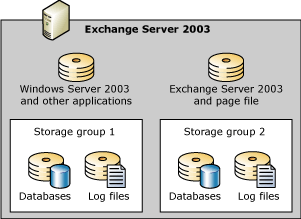 Exchange Server 2003
Windows Server 2003
and other applications
Exchange Server 2003
and page file
Storage group 1
Databases
Log files
Storage group 2
Databases
Log files